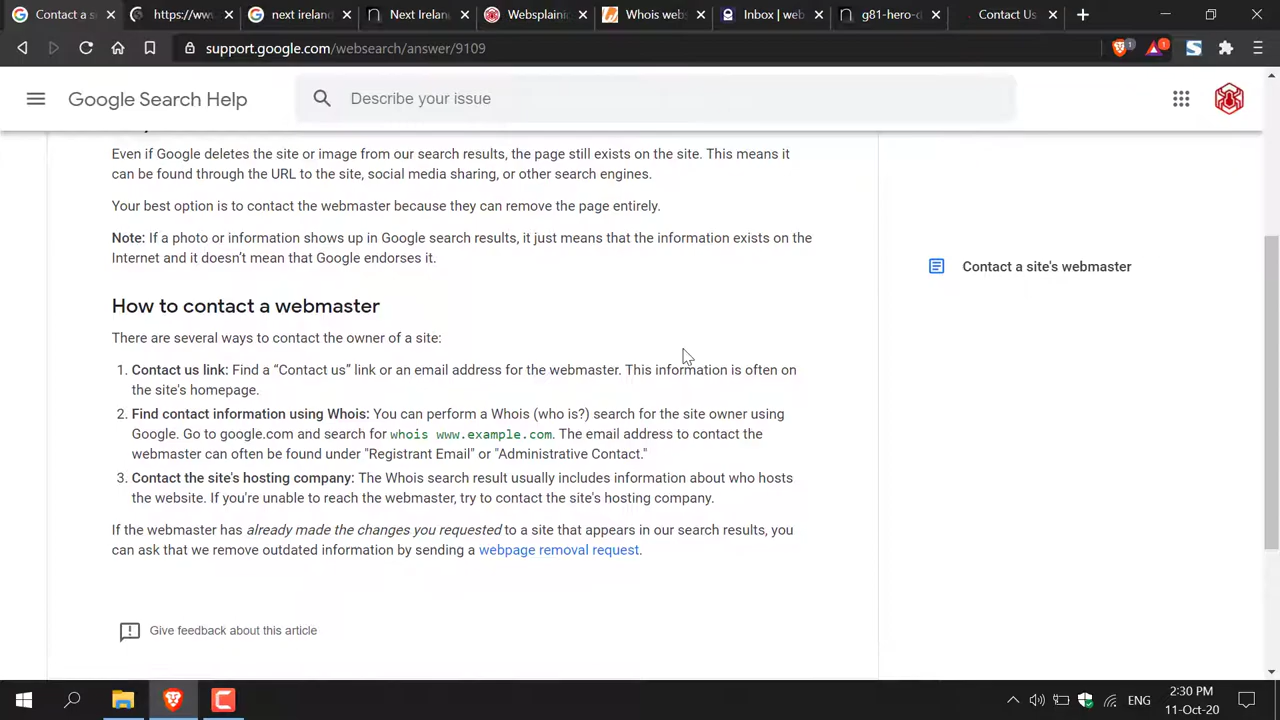 Contact a si
https://www.
next ireland
Next Irelan
Websplainic
Whois webs
Inbox | web
g81-hero-d
Contact Us
support.google.com/websearch/answer/9109
1
1
Google Search Help
Describe your issue
Even if Google deletes the site or image from our search results, the page still exists on the site. This means it
can be found through the URL to the site, social media sharing, or other search engines.
Your best option is to contact the webmaster because they can remove the page entirely.
Note: If a photo or information shows up in Google search results, it just means that the information exists on the
Internet and it doesn’t mean that Google endorses it.
Contact a site's webmaster
How to contact a webmaster
There are several ways to contact the owner of a site:
1. Contact us link: Find a “Contact us” link or an email address for the webmaster. This information is often on
the site's homepage.
2. Find contact information using Whois: You can perform a Whois (who is?) search for the site owner using
Google. Go to google.com and search for whois www.example.com. The email address to contact the
webmaster can often be found under "Registrant Email" or "Administrative Contact."
3. Contact the site's hosting company: The Whois search result usually includes information about who hosts
the website. If you're unable to reach the webmaster, try to contact the site's hosting company.
If the webmaster has already made the changes you requested to a site that appears in our search results, you
can ask that we remove outdated information by sending a webpage removal request.
Give feedback about this article
ENG
2:30 PM
11-Oct-20